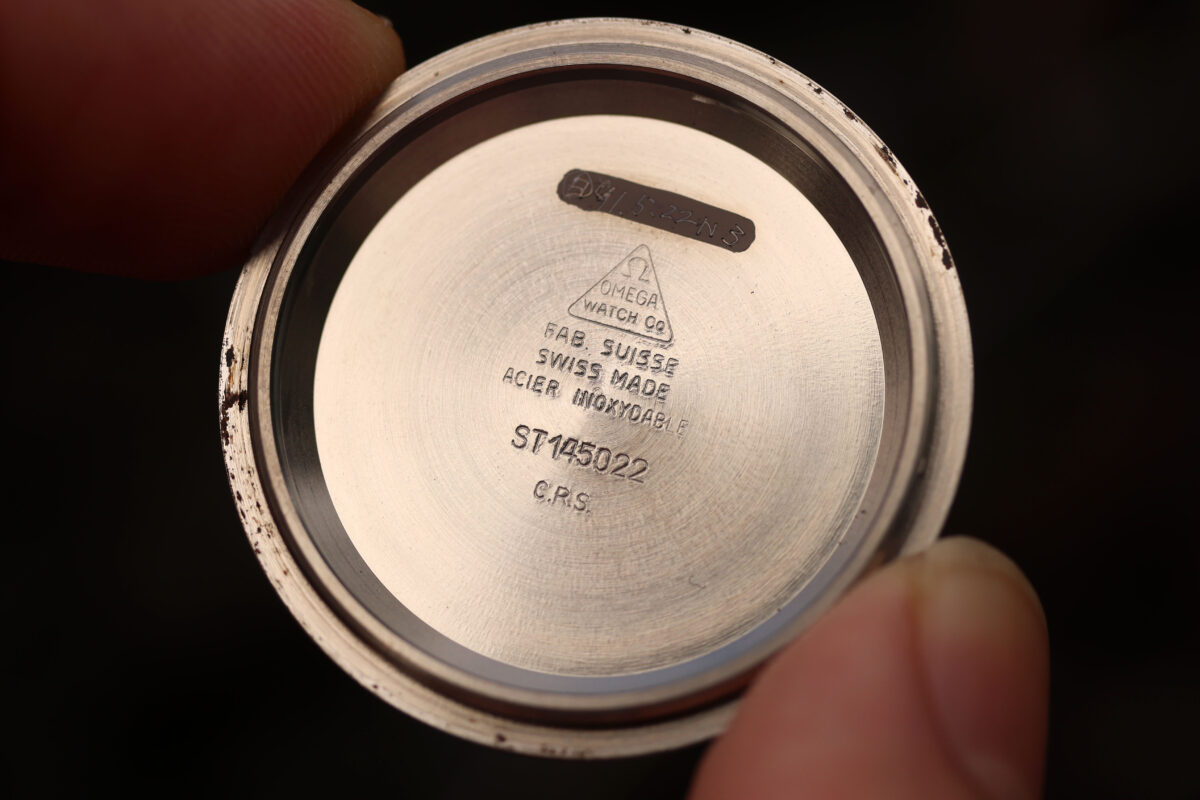 Ω
OMEGA
WATCH CO
FAB. SUISSE
SWISS MADE
ACIER INOXYDABLE
ST145022
C.R.S.